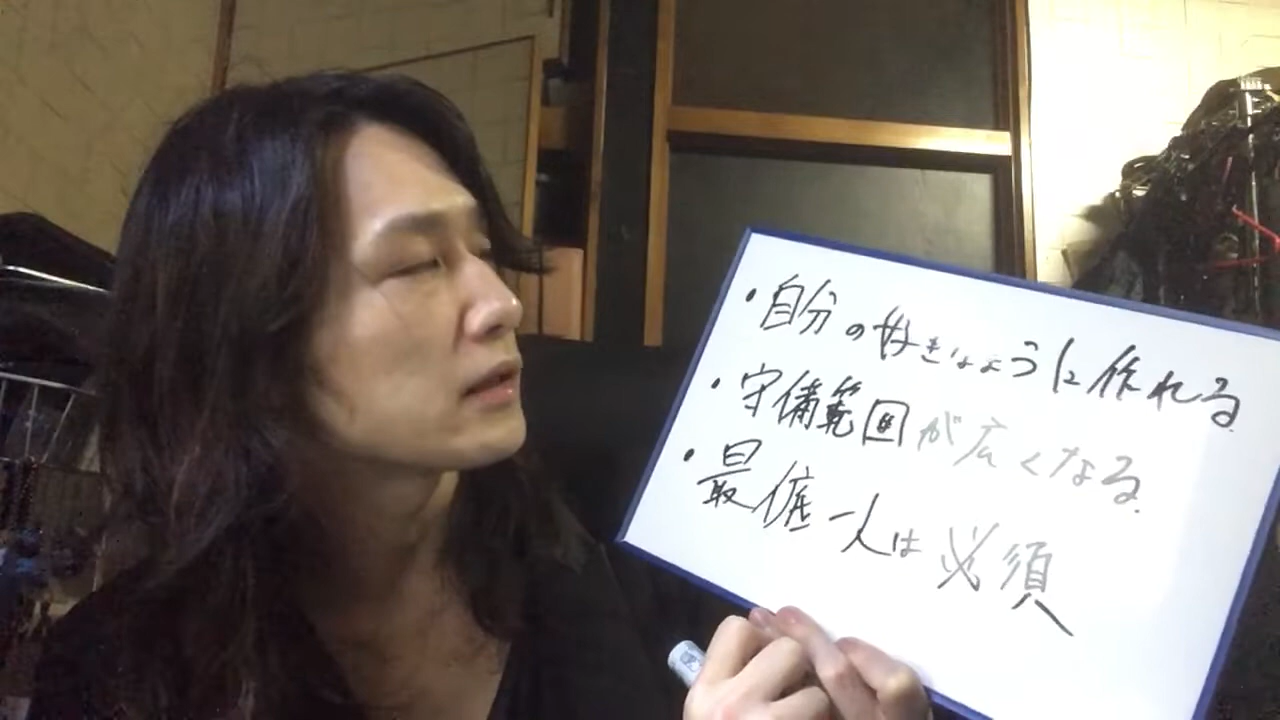 ・自分の好きなように作れる.
・守備範囲が広くなる.
・最催一人は必須